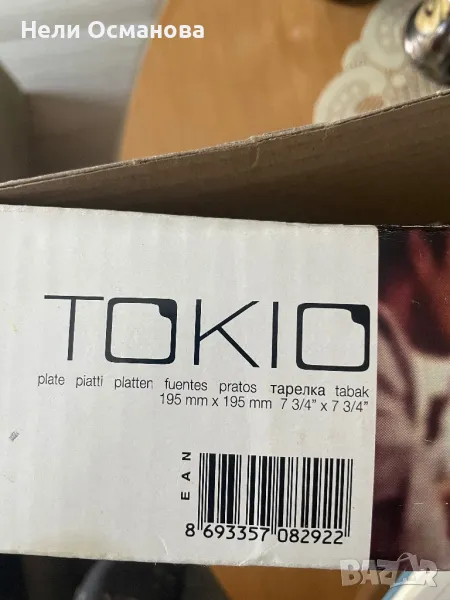 Нели Османова
TOKIO
plate piatti platten fuentes pratos тарелка tabak
195 mm x 195 mm 7 3/4" x 7 3/4"
EAN
8 693357 082922
BAZAR